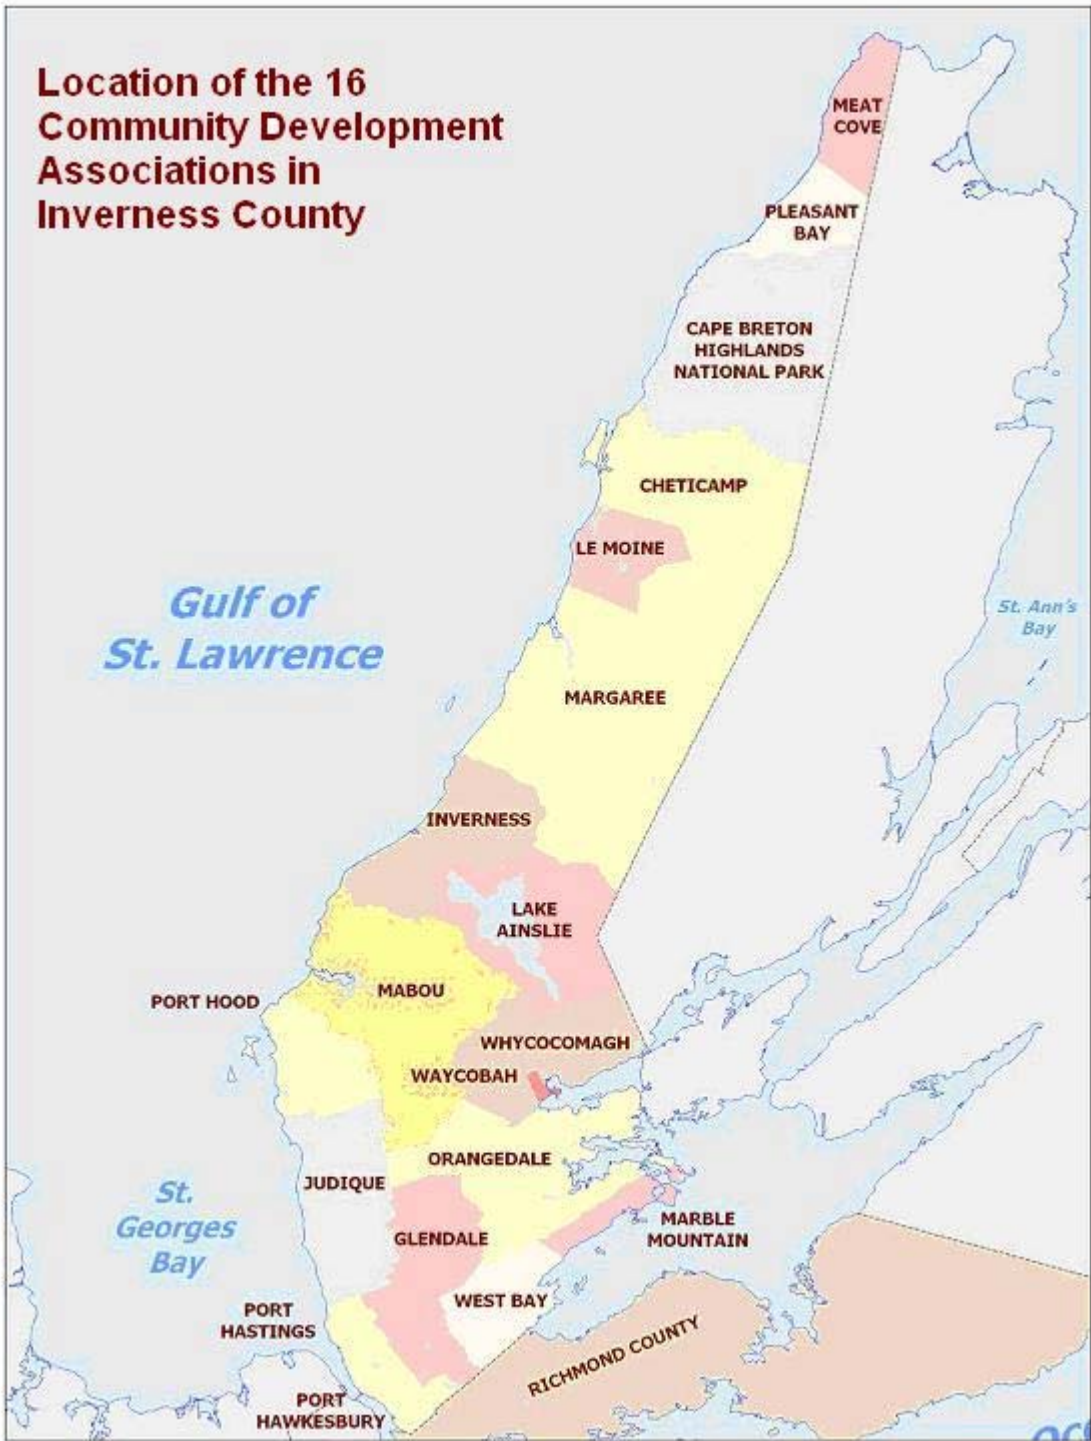 Location of the 16
Community Development
Associations in
Inverness County
MEAT
COVE
PLEASANT
BAY
CAPE BRETON
HIGHLANDS
NATIONAL PARK
CHETICAMP
LE MOINE
Gulf of
St. Lawrence
St. Ann's
Bay
MARGAREE
INVERNESS
LAKE
AINSLIE
MABOU
PORT HOOD
WHYCOCOMAGH
WAYCOBAH
ORANGEDALE
JUDIQUE
St.
Georges
Bay
GLENDALE
MARBLE
MOUNTAIN
WEST BAY
PORT
HASTINGS
RICHMOND COUNTY
PORT
HAWKESBURY